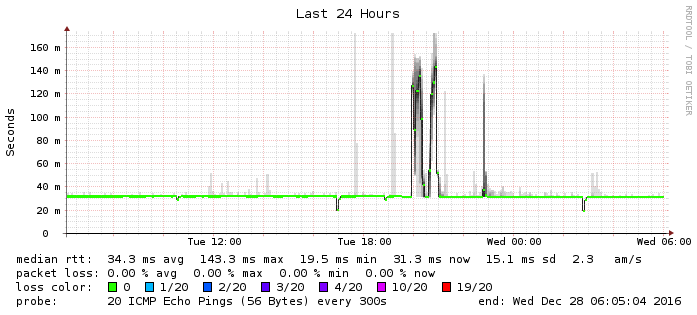 Last 24 Hours
RRDTOOL / TOBI OETIKER
Seconds
160 m
140 m
120 m
100 m
80 m
60 m
40 m
20 m
0
Tue 12:00 Tue 18:00 Wed 00:00 Wed 06:00
median rtt: 34.3 ms avg 143.3 ms max 19.5 ms min 31.3 ms now 15.1 ms sd 2.3 am/s
packet loss: 0.00 % avg 0.00 % max 0.00 % min 0.00 % now
loss color: 0 1/20 2/20 3/20 4/20 10/20 19/20
probe: 20 ICMP Echo Pings (56 Bytes) every 300s end: Wed Dec 28 06:05:04 2016